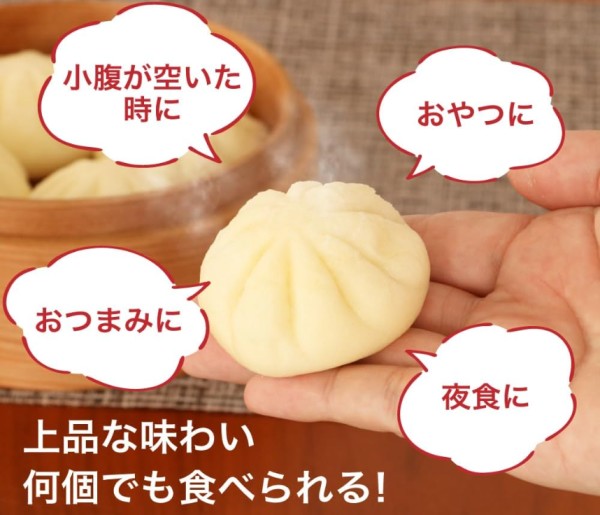 小腹が空いた
時に
おやつに
おつまみに
夜食に
上品な味わい
何個でも食べられる!